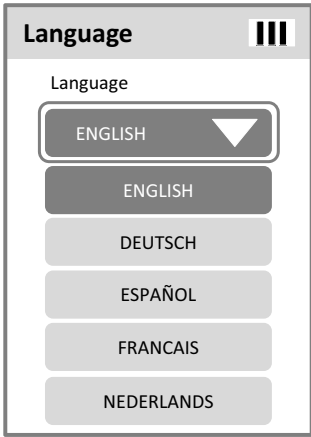 Language
Language
ENGLISH
ENGLISH
DEUTSCH
ESPAÑOL
FRANCAIS
NEDERLANDS